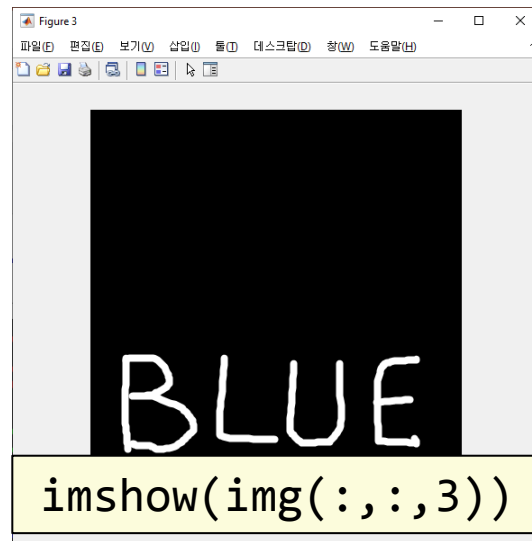 Figure 3
파일(F) 편집(E) 보기(V) 삽입(I) 툴(T) 데스크탑(D) 창(W) 도움말(H)
BLUE
imshow(img(:,:,3))